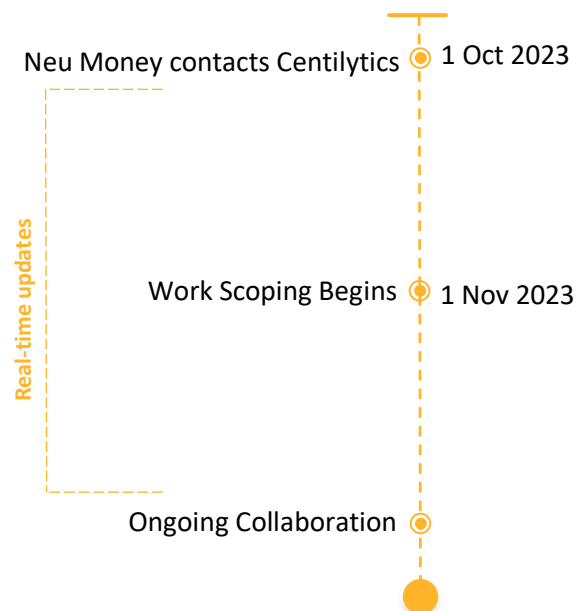 Neu Money contacts Centilytics
1 Oct 2023
Real-time updates
Work Scoping Begins
1 Nov 2023
Ongoing Collaboration